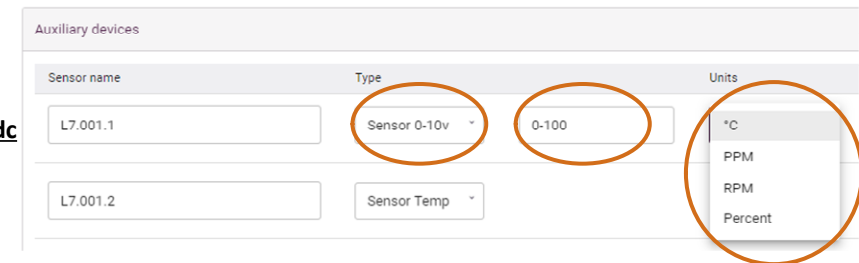 Auxiliary devices
Sensor name Type Units
dc L7.001.1 Sensor 0-10v 0-100 °C
PPM
RPM
L7.001.2 Sensor Temp
Percent